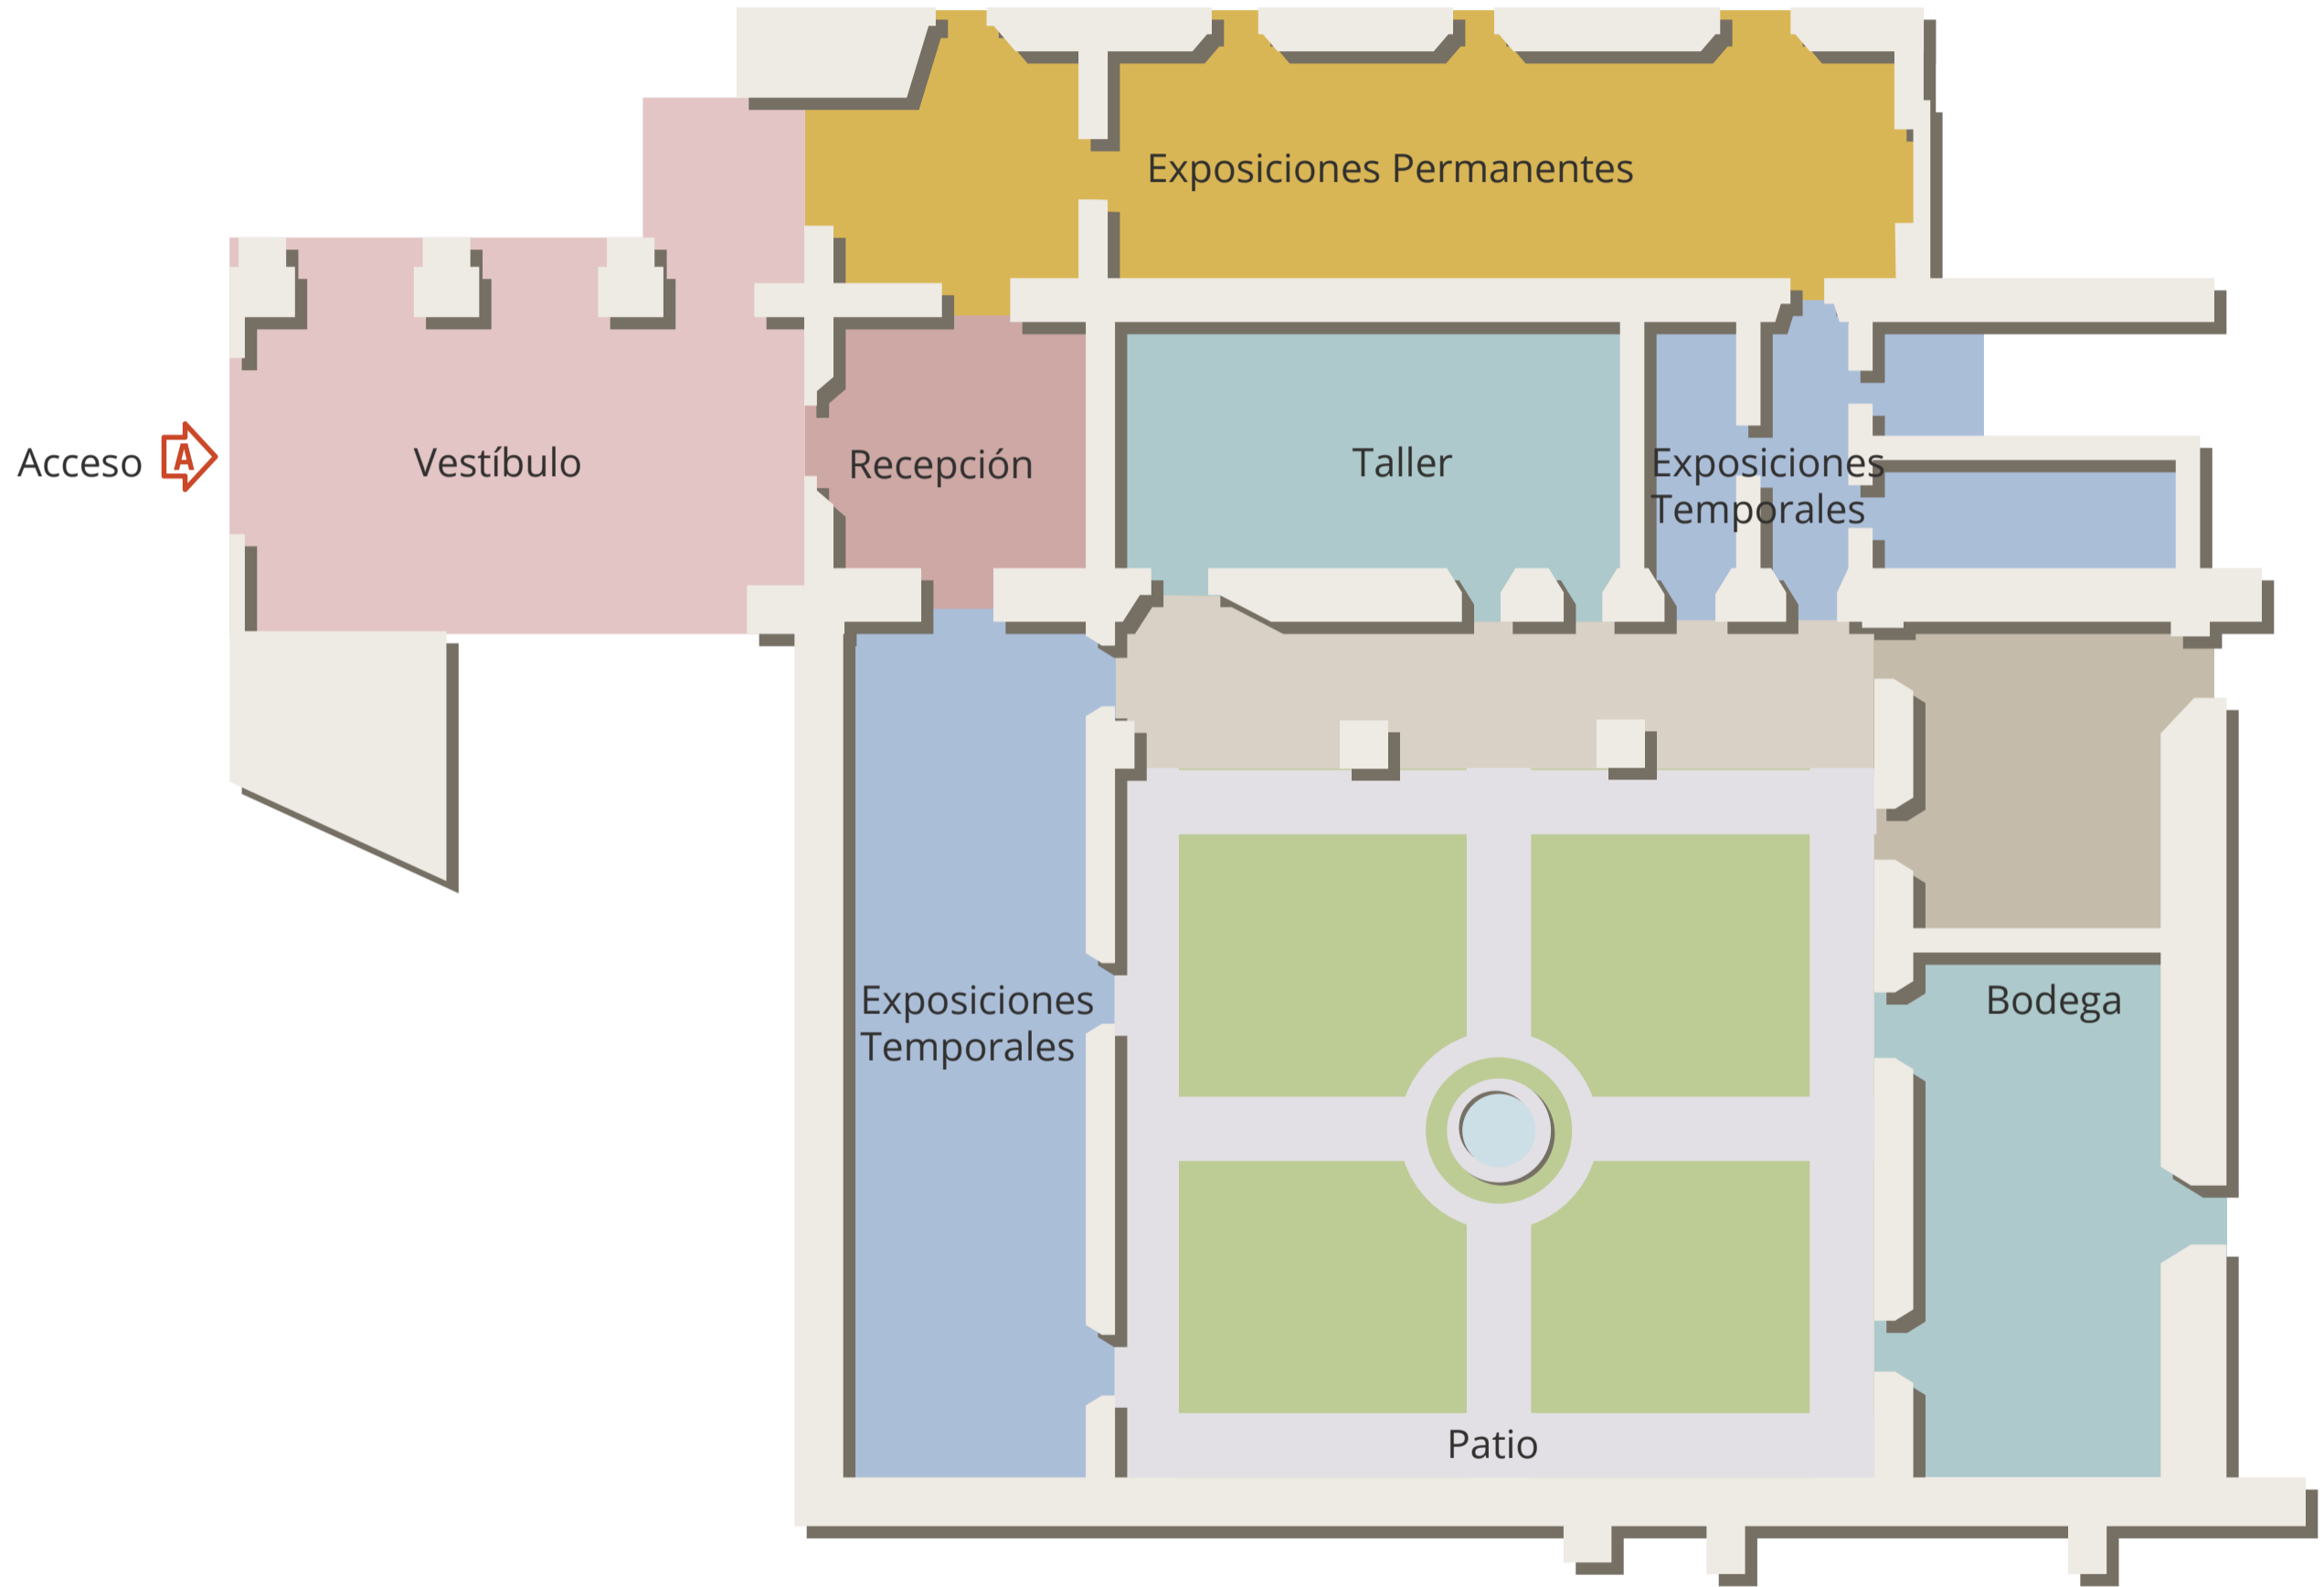 Exposiciones Permanentes
Acceso
A
Vestíbulo
Recepción
Taller
Exposiciones
Temporales
Exposiciones
Temporales
Bodega
Patio